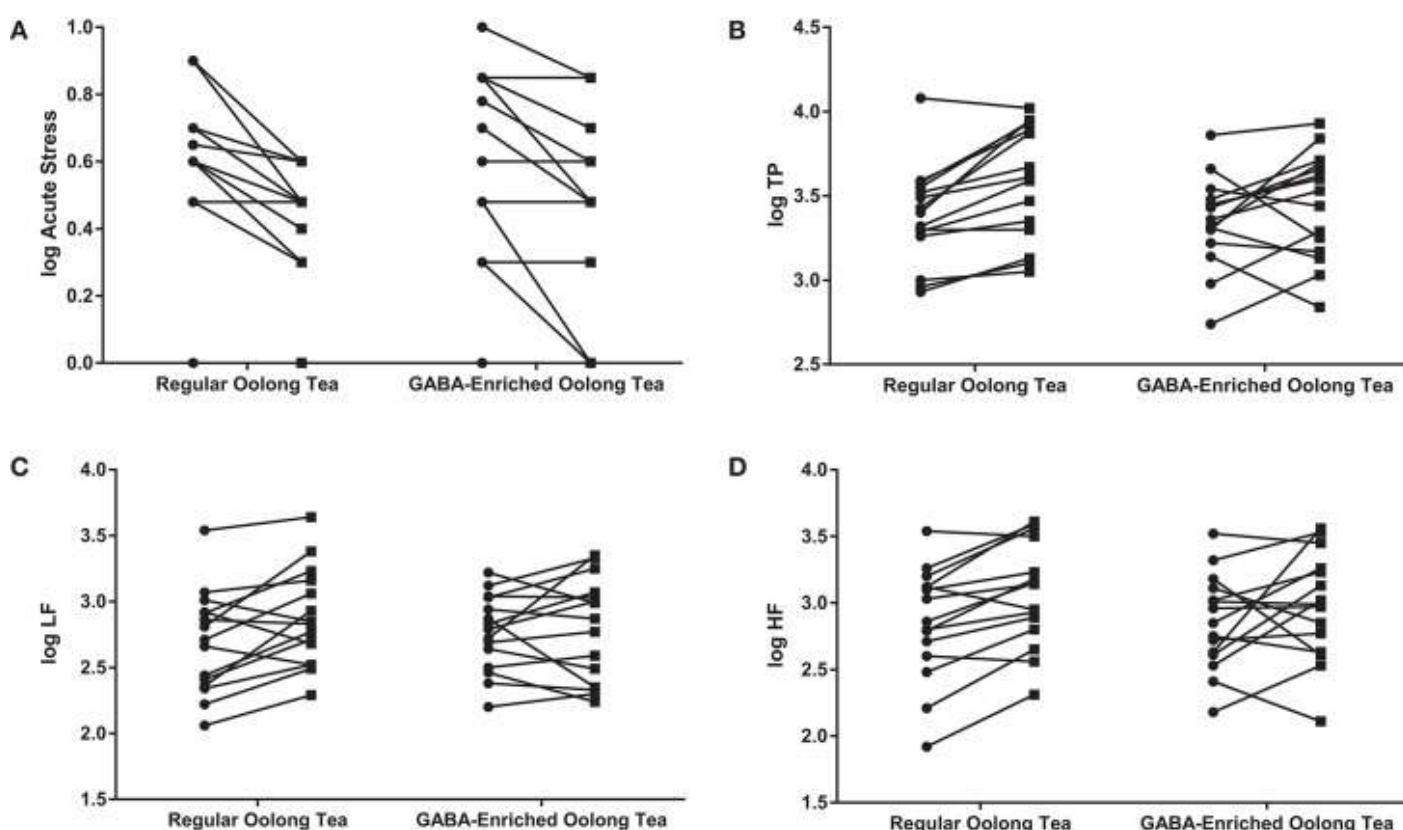 A
log Acute Stress
1.0
0.8
0.6
0.4
0.2
0.0
Regular Oolong Tea GABA-Enriched Oolong Tea
B
log TP
4.5
4.0
3.5
3.0
2.5
Regular Oolong Tea GABA-Enriched Oolong Tea
C
log LF
4.0
3.5
3.0
2.5
2.0
1.5
Regular Oolong Tea GABA-Enriched Oolong Tea
D
log HF
4.0
3.5
3.0
2.5
2.0
1.5
Regular Oolong Tea GABA-Enriched Oolong Tea